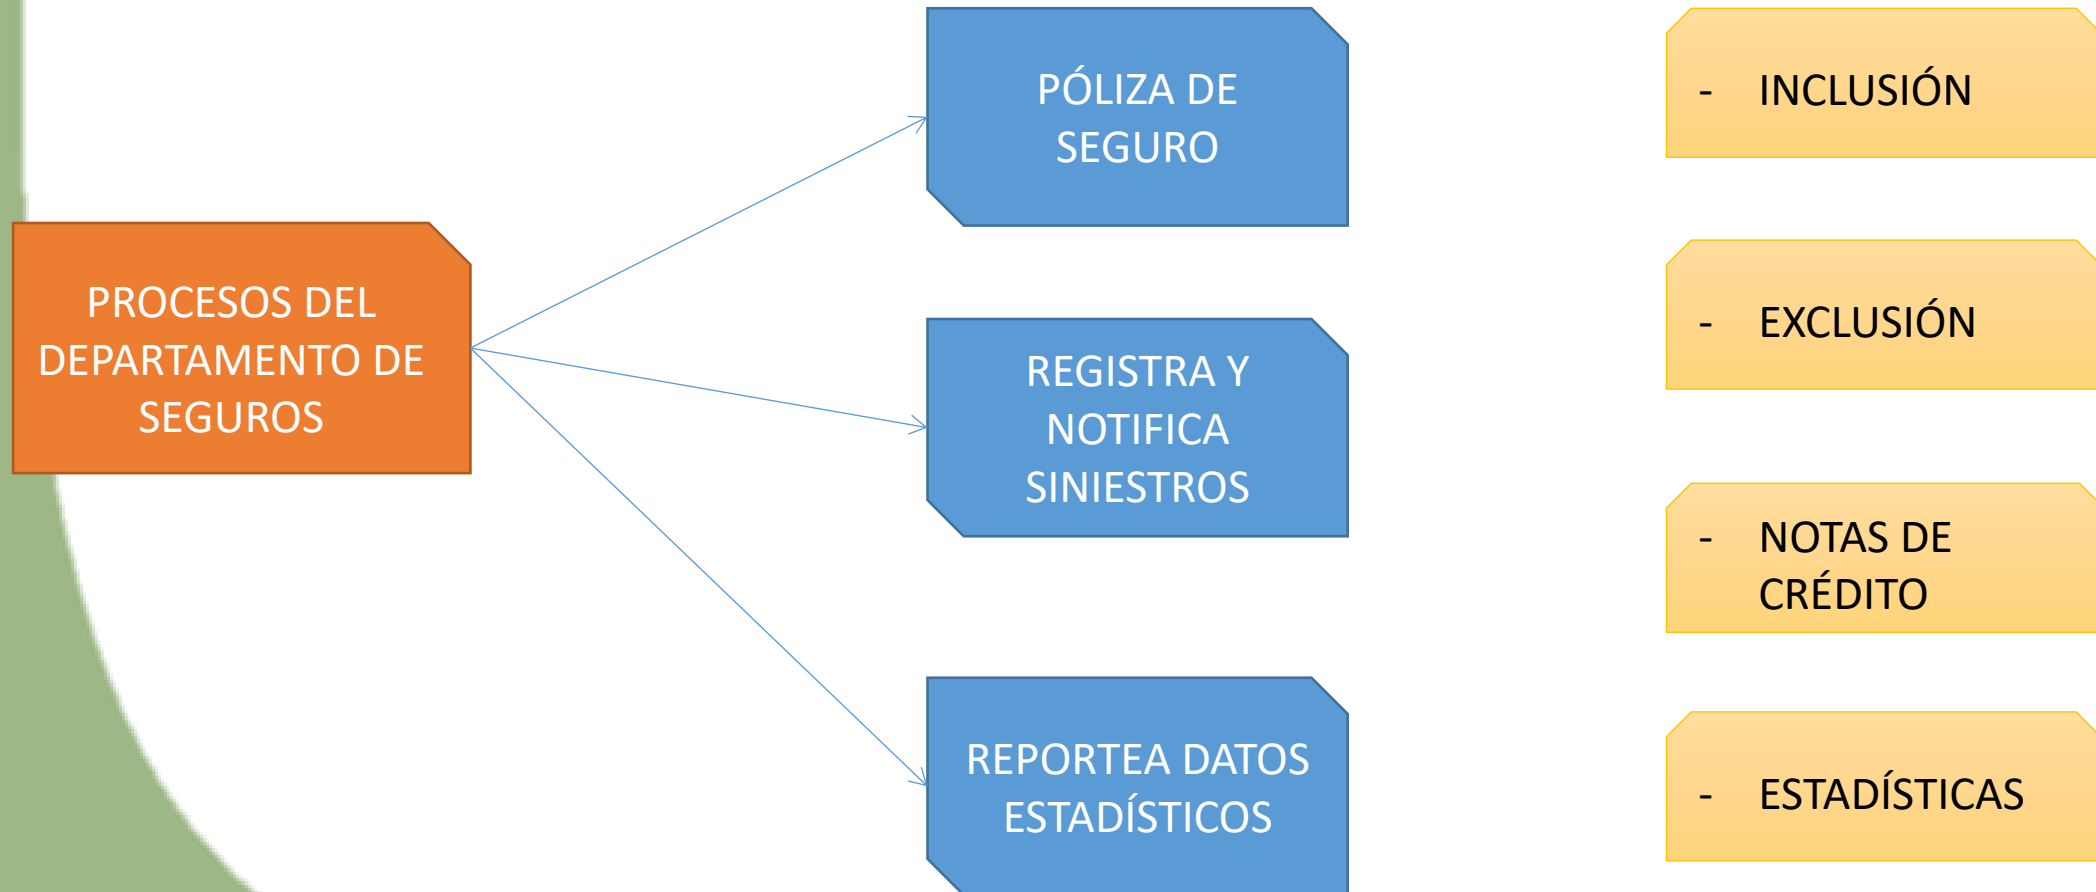 PROCESOS DEL
DEPARTAMENTO DE
SEGUROS
PÓLIZA DE
SEGURO
REGISTRA Y
NOTIFICA
SINIESTROS
REPORTEA DATOS
ESTADÍSTICOS
- INCLUSIÓN
- EXCLUSIÓN
- NOTAS DE
CRÉDITO
- ESTADÍSTICAS